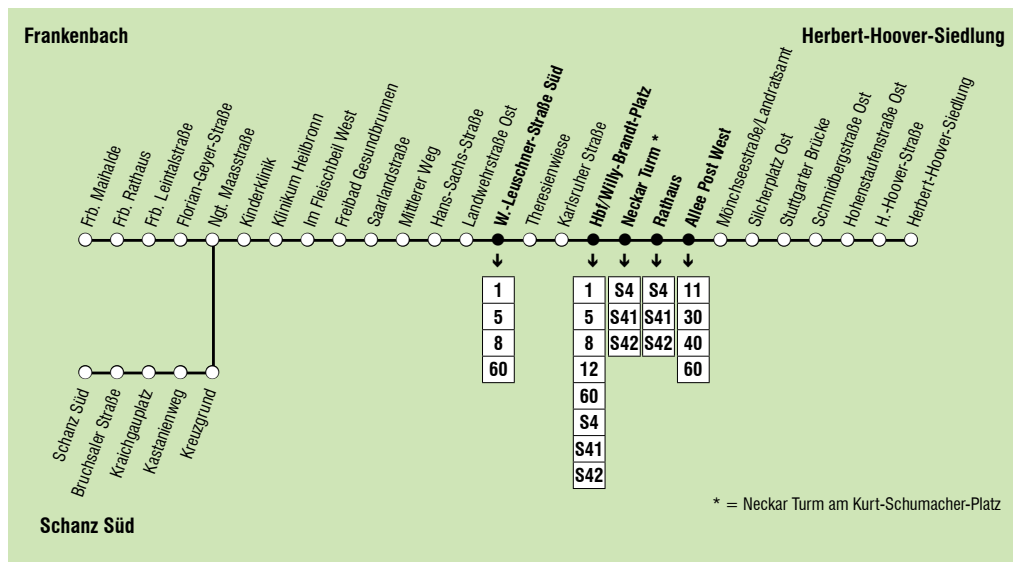 Frankenbach
Herbert-Hoover-Siedlung
Frb. Maihalde
Frb. Rathaus
Frb. Leintalstraße
Florian-Geyer-Straße
Ngt. Maasstraße
Kinderklinik
Klinikum Heilbronn
Im Fleischbeil West
Freibad Gesundbrunnen
Saarlandstraße
Mittlerer Weg
Hans-Sachs-Straße
Landwehrstraße Ost
W.-Leuschner-Straße Süd
Theresienwiese
Karlsruher Straße
Hbf/Willy-Brandt-Platz
Neckar Turm *
Rathaus
Allee Post West
Mönchseestraße/Landratsamt
Silcherplatz Ost
Stuttgarter Brücke
Schmidbergstraße Ost
Hohenstaufenstraße Ost
H.-Hoover-Straße
Herbert-Hoover-Siedlung
1
5
8
60
1
5
8
12
60
S4
S41
S42
S4
S41
S42
S4
S41
S42
11
30
40
60
Schanz Süd
Bruchsaler Straße
Kraichgauplatz
Kastanienweg
Kreuzgrund
* = Neckar Turm am Kurt-Schumacher-Platz
Schanz Süd